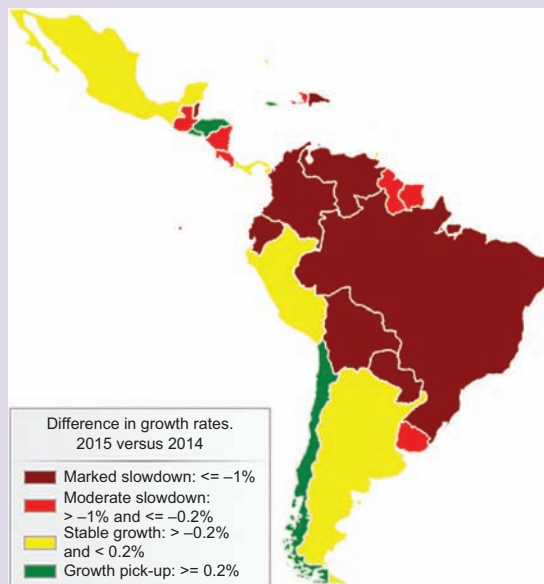 Difference in growth rates.
2015 versus 2014
Marked slowdown: <= –1%
Moderate slowdown:
> –1% and <= –0.2%
Stable growth: > –0.2%
and < 0.2%
Growth pick-up: >= 0.2%